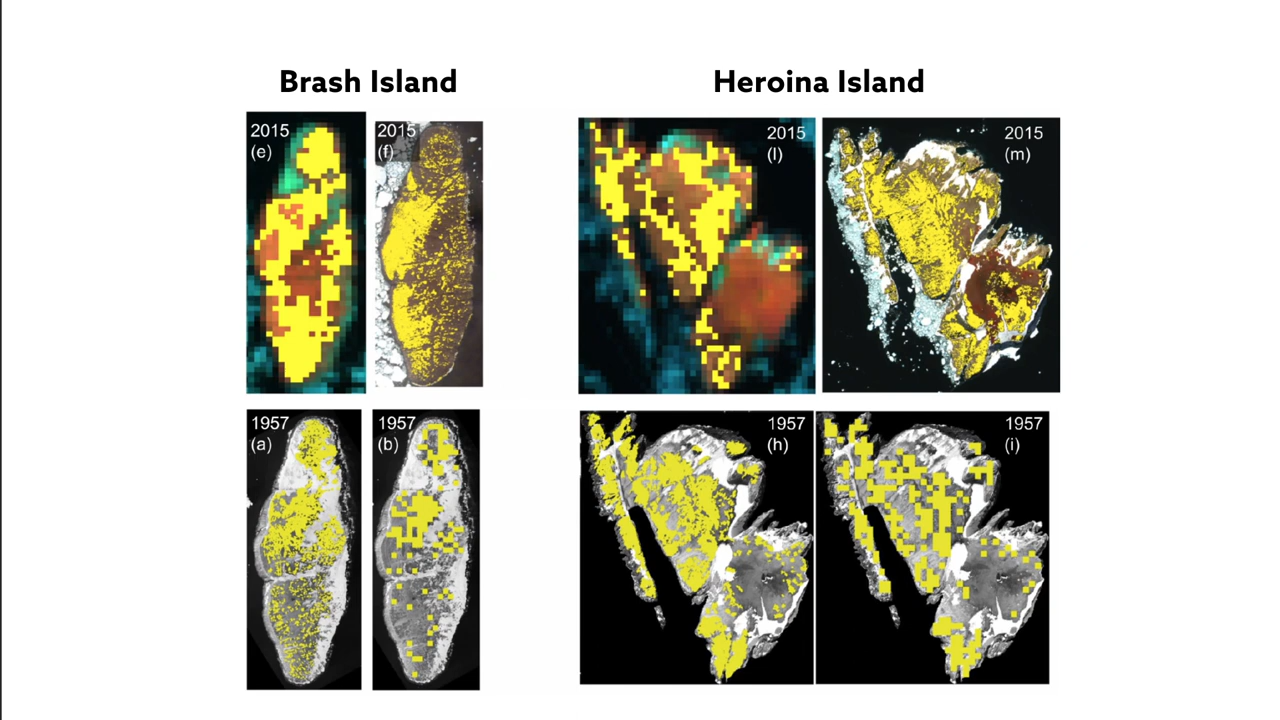 Brash Island
Heroina Island
2015
(e)
2015
(f)
2015
(l)
2015
(m)
1957
(a)
1957
(b)
1957
(h)
1957
(i)